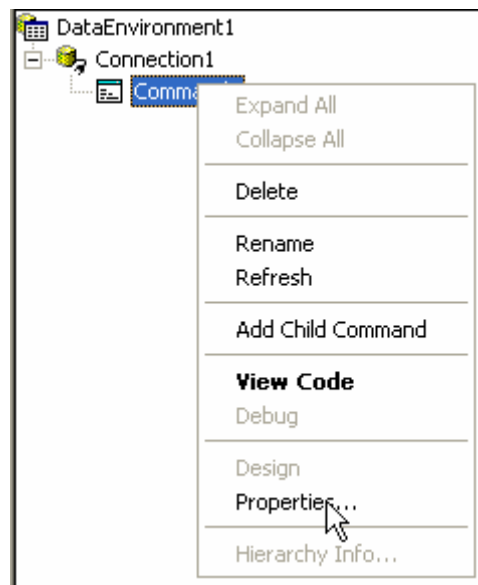 DataEnvironment1
Connection1
Expand All
Collapse All
Delete
Rename
Refresh
Add Child Command
View Code
Debug
Design
Properties...
Hierarchy Info...